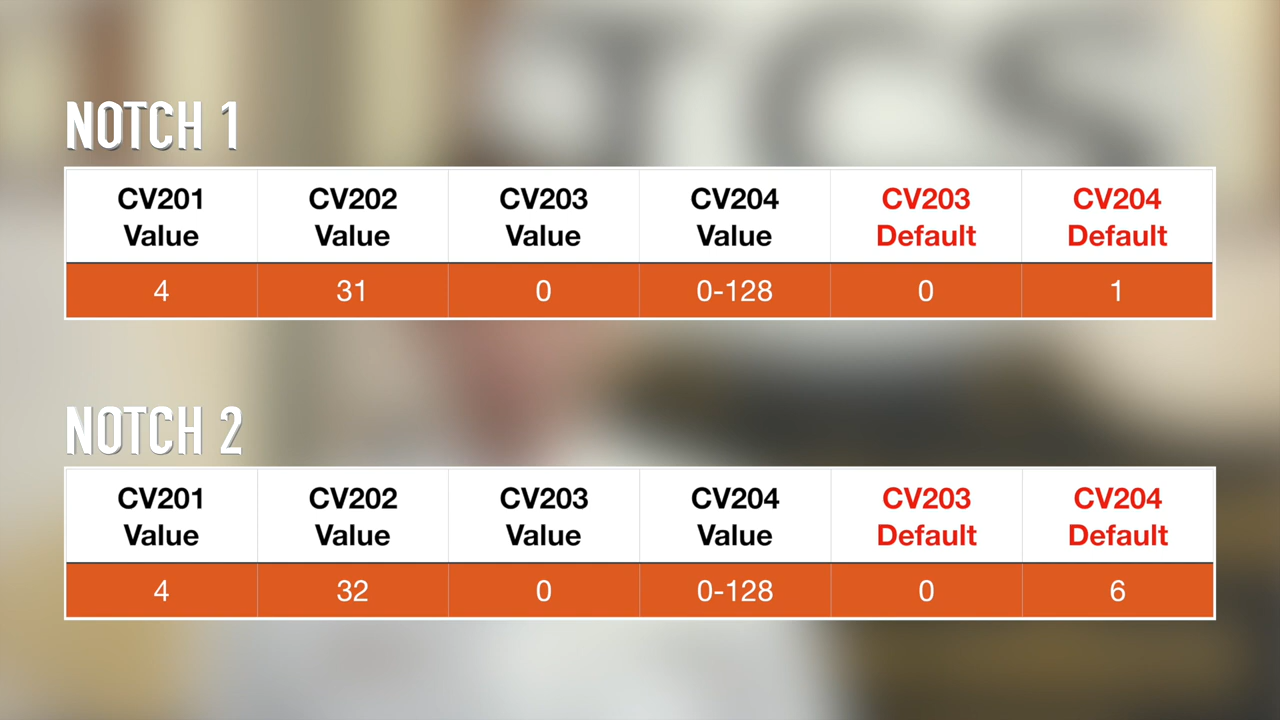 NOTCH 1
CV201 Value CV202 Value CV203 Value CV204 Value CV203 Default CV204 Default
4 31 0 0-128 0 1
NOTCH 2
CV201 Value CV202 Value CV203 Value CV204 Value CV203 Default CV204 Default
4 32 0 0-128 0 6